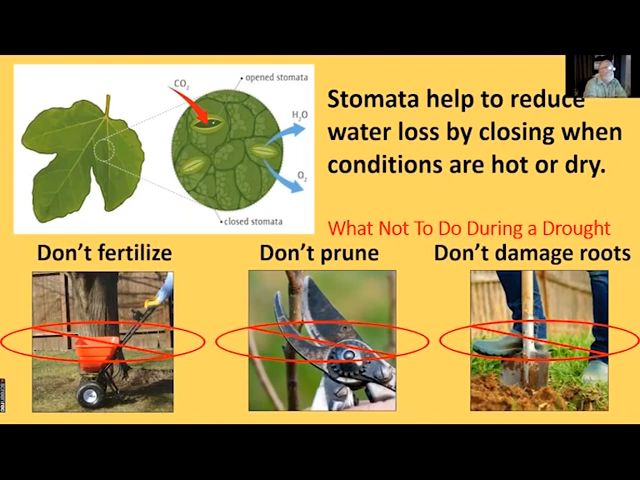 CO₂
opened stomata
H₂O
O₂
closed stomata
Stomata help to reduce
water loss by closing when
conditions are hot or dry.
What Not To Do During a Drought
Don't fertilize
Don't prune
Don't damage roots